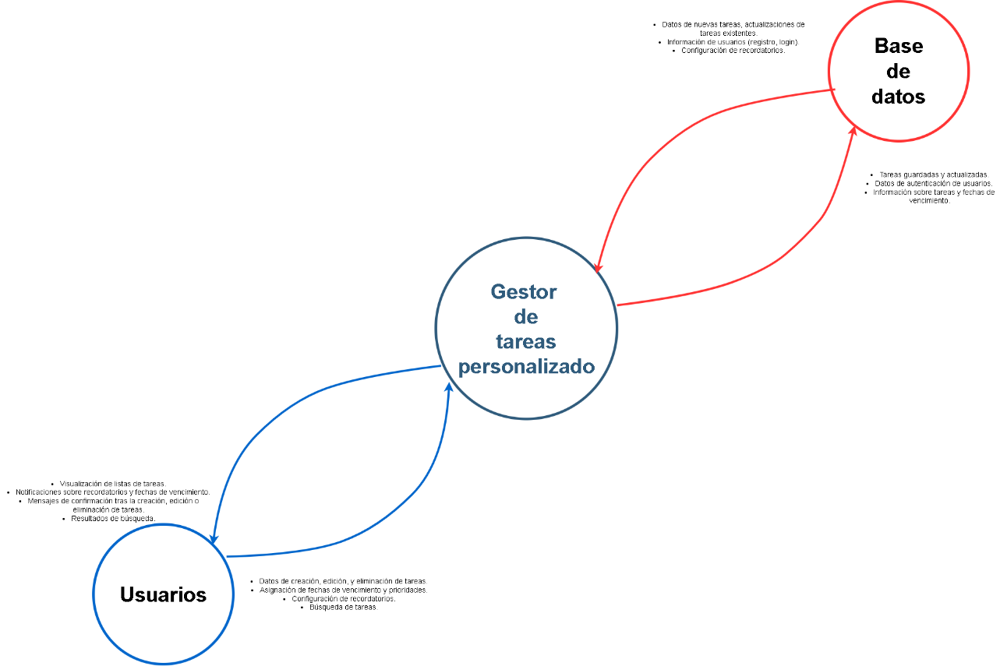 • Datos de nuevas tareas, actualizaciones de
tareas existentes.
• Información de usuarios (registro, login).
• Configuración de recordatorios.
Base
de
datos
• Tareas guardadas y actualizadas.
• Datos de autenticación de usuarios.
• Información sobre tareas y fechas de
vencimiento.
Gestor
de
tareas
personalizado
• Visualización de listas de tareas.
• Notificaciones sobre recordatorios y fechas de vencimiento.
• Mensajes de confirmación tras la creación, edición o
eliminación de tareas.
• Resultados de búsqueda.
Usuarios
• Datos de creación, edición, y eliminación de tareas.
• Asignación de fechas de vencimiento y prioridades.
• Configuración de recordatorios.
• Búsqueda de tareas.